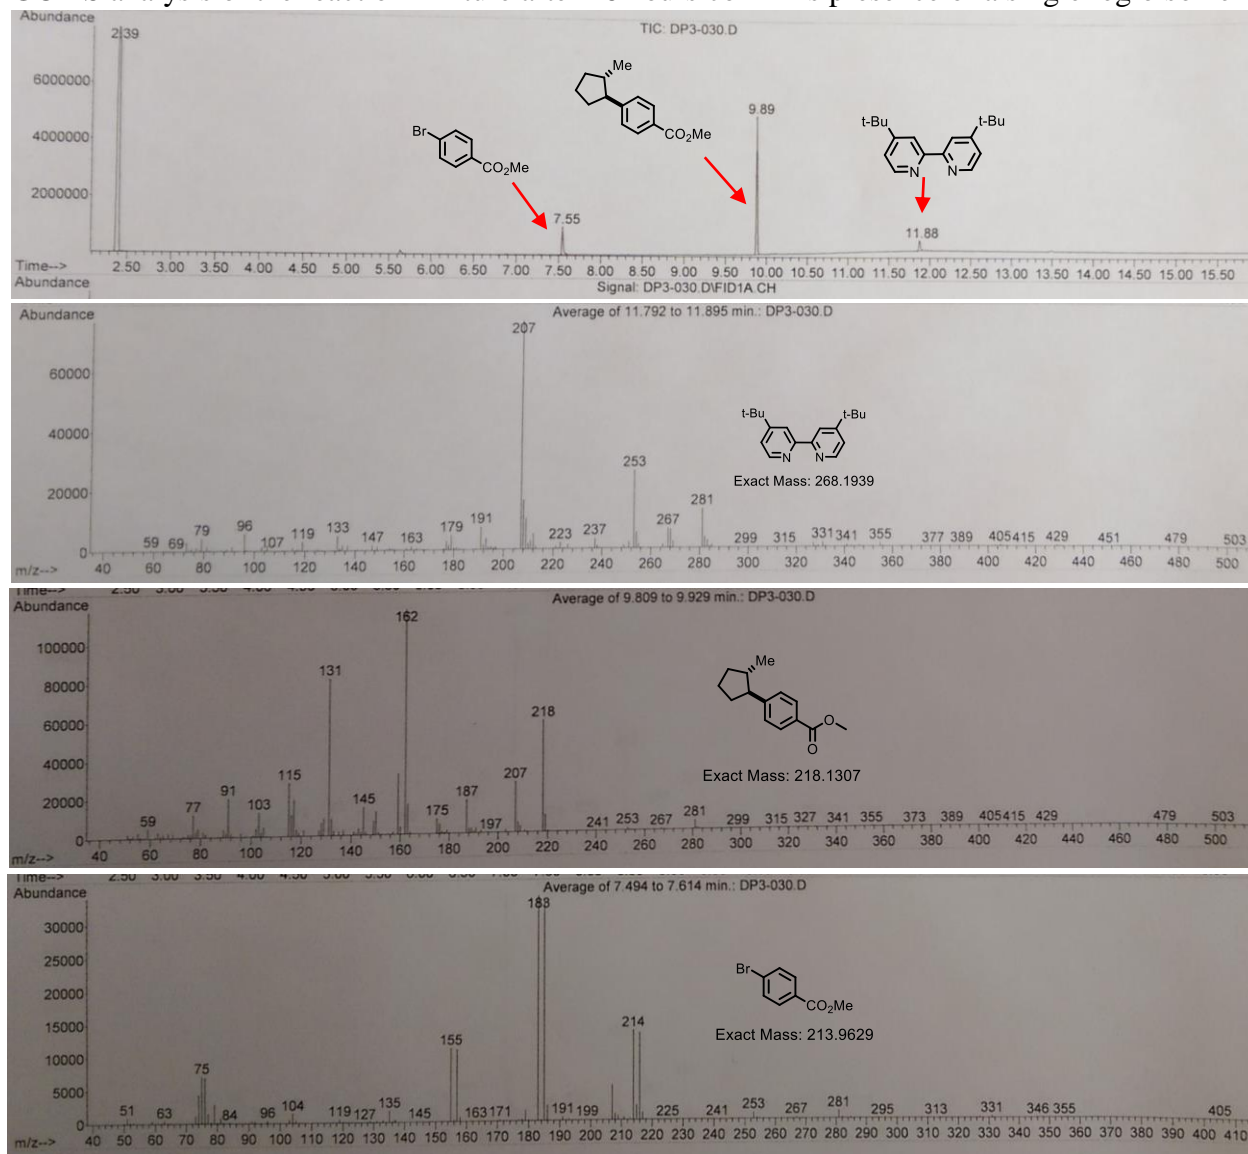 Abundance
TIC: DP3-030.D
2.39
6000000
4000000
2000000
Br
CO2Me
Me
CO2Me
t-Bu
t-Bu
N
N
7.55
9.89
11.88
Time-->
2.50 3.00 3.50 4.00 4.50 5.00 5.50 6.00 6.50 7.00 7.50 8.00 8.50 9.00 9.50 10.00 10.50 11.00 11.50 12.00 12.50 13.00 13.50 14.00 14.50 15.00 15.50
Abundance
Signal: DP3-030.D\FID1A.CH
Abundance
Average of 11.792 to 11.895 min.: DP3-030.D
60000
40000
20000
0
59 69 79 96 107 119 133 147 163 179 191 207 223 237 253 267 281 299 315 331 341 355 377 389 405 415 429 451 479 503
t-Bu
t-Bu
N
N
Exact Mass: 268.1939
m/z-->
40 60 80 100 120 140 160 180 200 220 240 260 280 300 320 340 360 380 400 420 440 460 480 500
Time-->
Abundance
Average of 9.809 to 9.929 min.: DP3-030.D
100000
80000
60000
40000
20000
0
59 77 91 103 115 131 145 162 175 187 197 207 218 241 253 267 281 299 315 327 341 355 373 389 405 415 429 479 503
Me
O
O
Exact Mass: 218.1307
m/z-->
40 60 80 100 120 140 160 180 200 220 240 260 280 300 320 340 360 380 400 420 440 460 480 500
Time-->
Abundance
Average of 7.494 to 7.614 min.: DP3-030.D
30000
25000
20000
15000
10000
5000
0
51 63 75 84 96 104 119 127 135 145 155 163 171 183 191 199 214 225 241 253 267 281 295 313 331 346 355 405
Br
CO2Me
Exact Mass: 213.9629
m/z-->
40 50 60 70 80 90 100 110 120 130 140 150 160 170 180 190 200 210 220 230 240 250 260 270 280 290 300 310 320 330 340 350 360 370 380 390 400 410